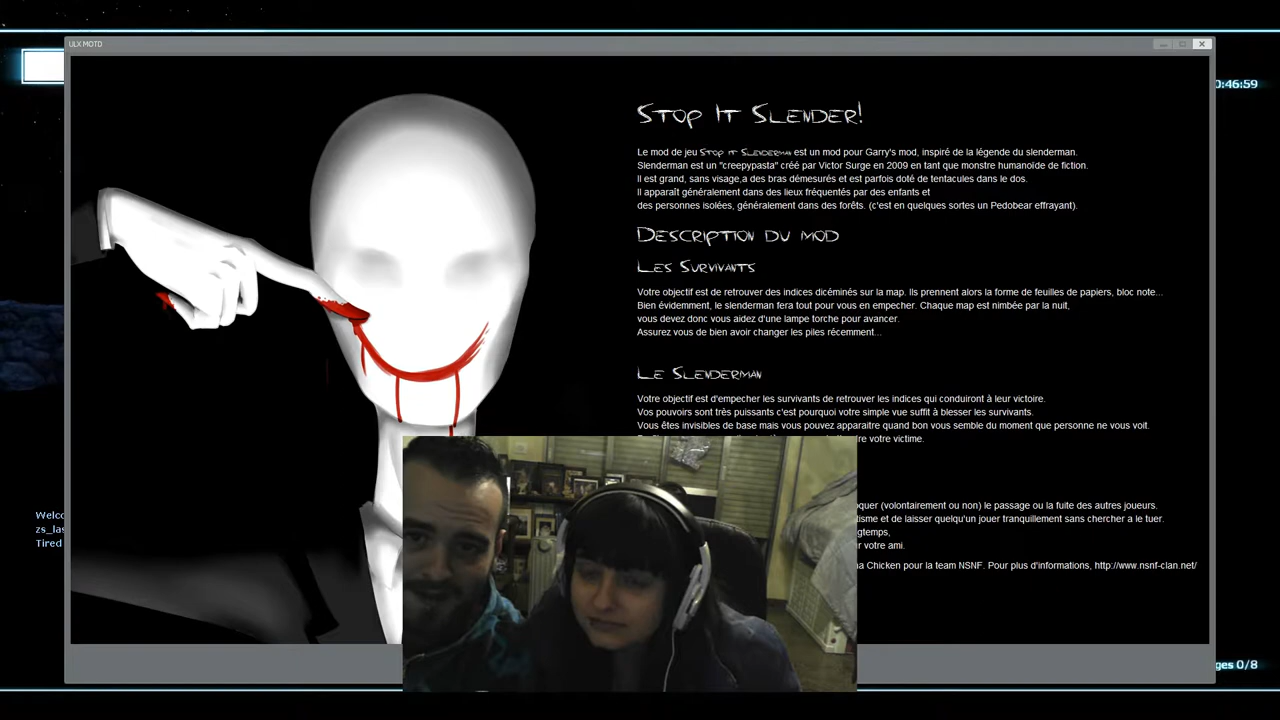 ULX MOTD
0:46:59
Stop It Slender!
Le mod de jeu Stop it Slenderman est un mod pour Garry's mod, inspiré de la légende du slenderman.
Slenderman est un "creepypasta" créé par Victor Surge en 2009 en tant que monstre humanoïde de fiction.
Il est grand, sans visage,a des bras démesurés et est parfois doté de tentacules dans le dos.
Il apparaît généralement dans des lieux fréquentés par des enfants et
des personnes isolées, généralement dans des forêts. (c'est en quelques sortes un Pedobear effrayant).
Description du mod
Les Survivants
Votre objectif est de retrouver des indices dicéminés sur la map. Ils prennent alors la forme de feuilles de papiers, bloc note...
Bien évidemment, le slenderman fera tout pour vous en empecher. Chaque map est nimbée par la nuit,
vous devez donc vous aidez d'une lampe torche pour avancer.
Assurez vous de bien avoir changer les piles récemment...
Le Slenderman
Votre objectif est d'empecher les survivants de retrouver les indices qui conduiront à leur victoire.
Vos pouvoirs sont très puissants c'est pourquoi votre simple vue suffit à blesser les survivants.
Vous êtes invisibles de base mais vous pouvez apparaitre quand bon vous semble du moment que personne ne vous voit.
dre votre victime.
oquer (volontairement ou non) le passage ou la fuite des autres joueurs.
tisme et de laisser quelqu'un jouer tranquillement sans chercher a le tuer.
gtemps,
ur votre ami.
na Chicken pour la team NSNF. Pour plus d'informations, http://www.nsnf-clan.net/
Welco
zs_las
Tired
ges 0/8